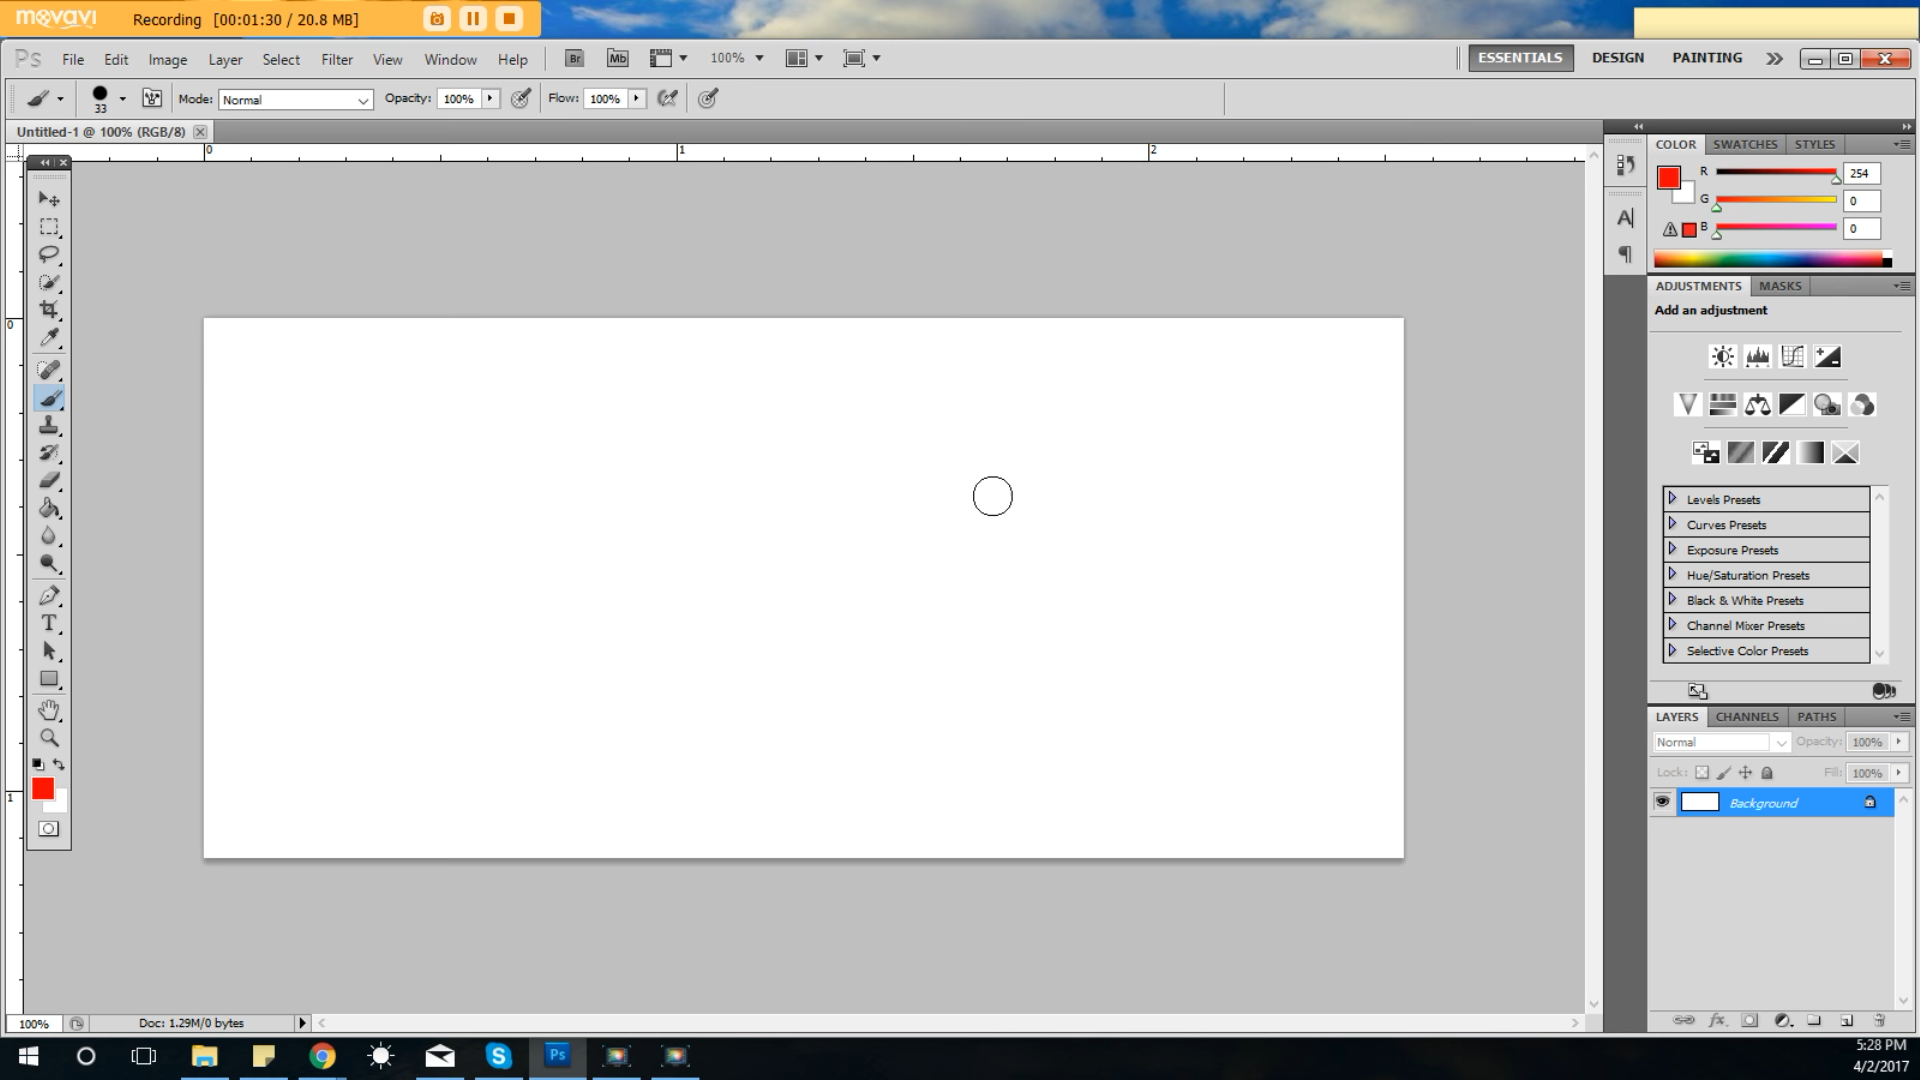 movavi Recording [00:01:30 / 20.8 MB]
Ps File Edit Image Layer Select Filter View Window Help Br Mb 100% ESSENTIALS DESIGN PAINTING
33 Mode: Normal Opacity: 100% Flow: 100%
Untitled-1 @ 100% (RGB/8)
0 1 2
COLOR SWATCHES STYLES
R 254
G 0
B 0
A
¶
ADJUSTMENTS MASKS
Add an adjustment
0
T
1
Levels Presets
Curves Presets
Exposure Presets
Hue/Saturation Presets
Black & White Presets
Channel Mixer Presets
Selective Color Presets
LAYERS CHANNELS PATHS
Normal Opacity: 100%
Lock: Fill: 100%
Background
fx
100% Doc: 1.29M/0 bytes
S Ps
5:28 PM
4/2/2017